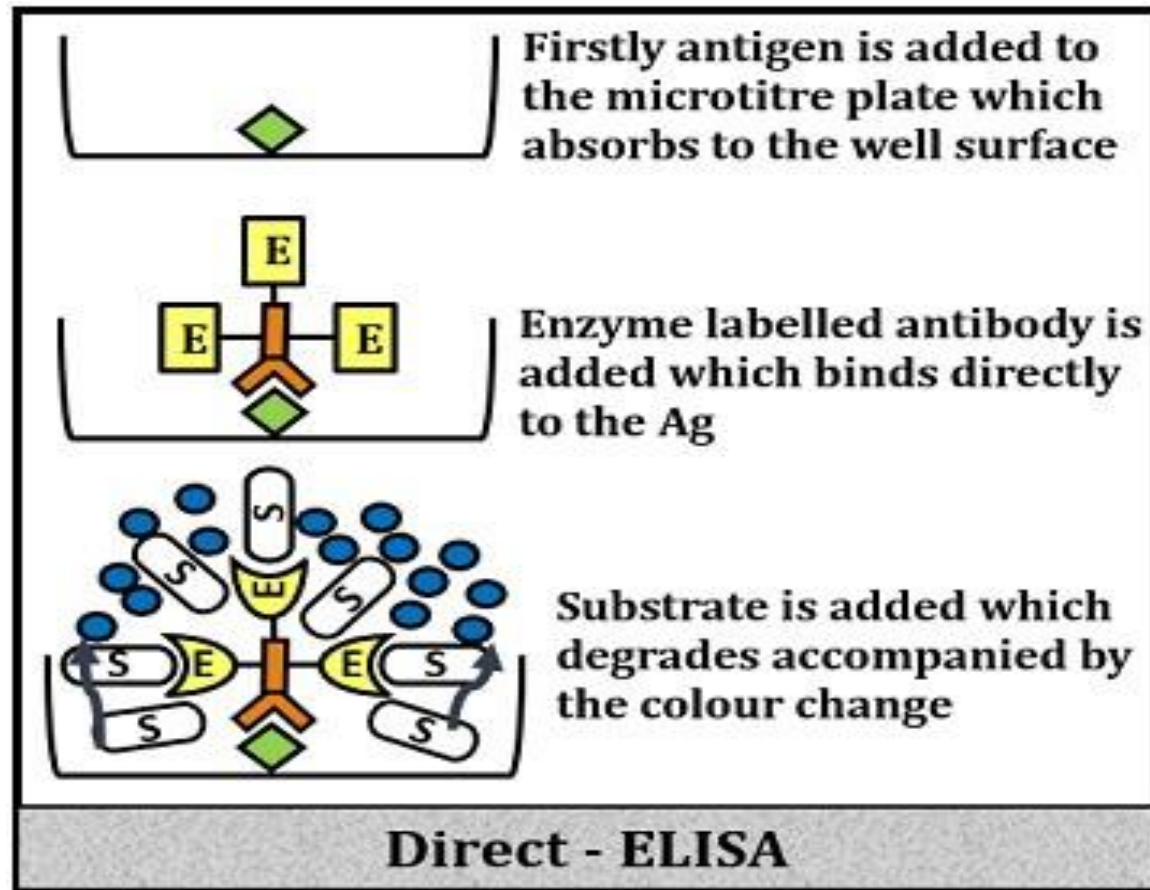 Firstly antigen is added to
the microtitre plate which
absorbs to the well surface
E
E
E
Enzyme labelled antibody is
added which binds directly
to the Ag
S
S
E
S
S
E
E
S
S
S
Substrate is added which
degrades accompanied by
the colour change
Direct - ELISA